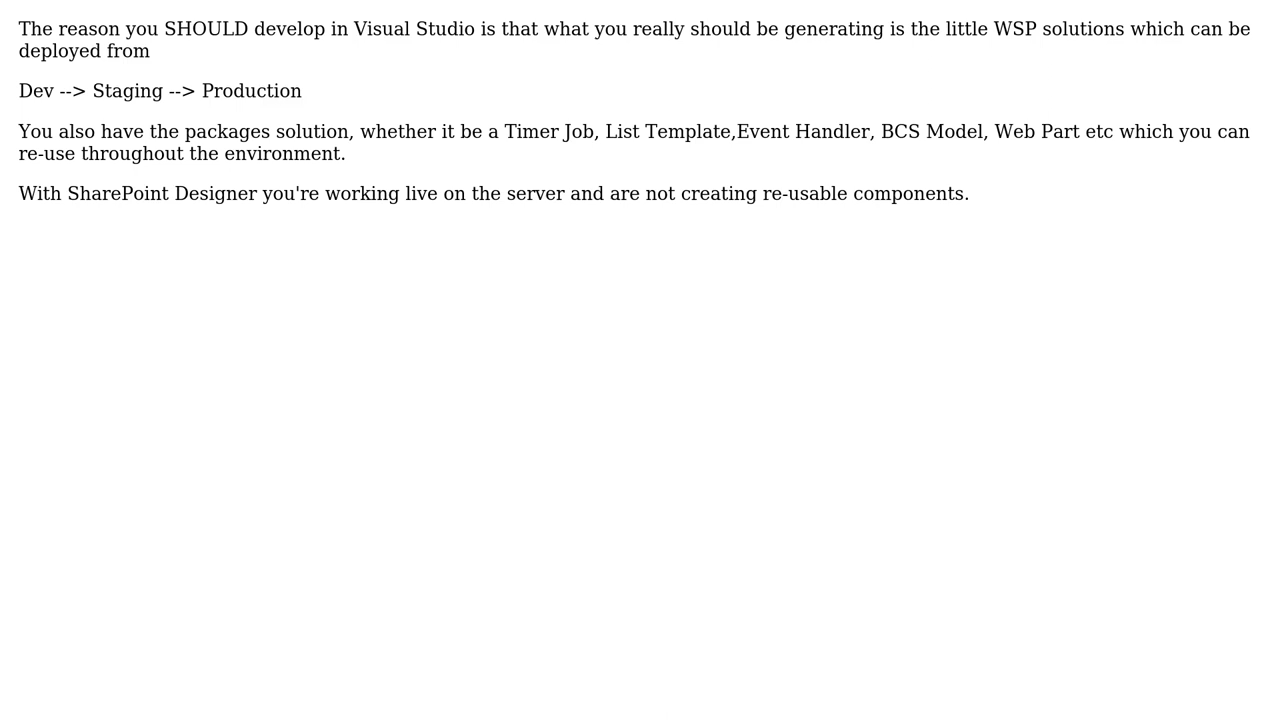 The reason you SHOULD develop in Visual Studio is that what you really should be generating is the little WSP solutions which can be
deployed from
Dev --> Staging --> Production
You also have the packages solution, whether it be a Timer Job, List Template,Event Handler, BCS Model, Web Part etc which you can
re-use throughout the environment.
With SharePoint Designer you're working live on the server and are not creating re-usable components.